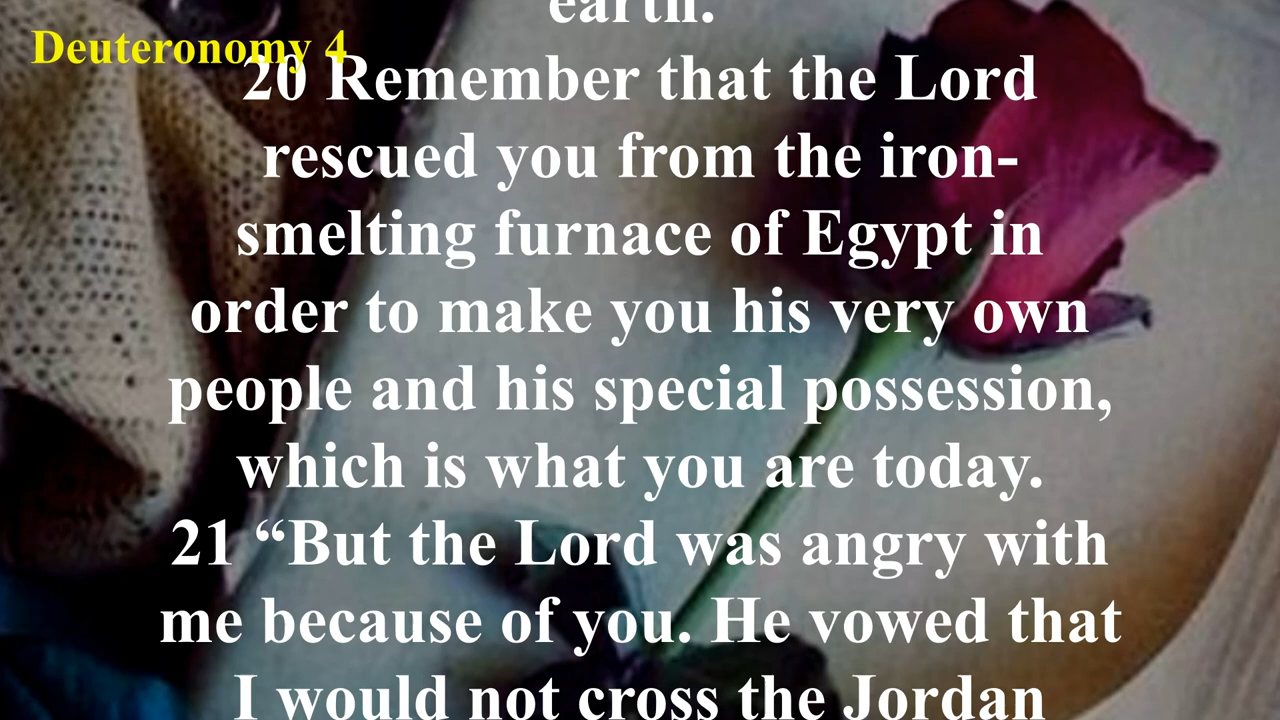 earth.
Deuteronomy 4
20 Remember that the Lord
rescued you from the iron-
smelting furnace of Egypt in
order to make you his very own
people and his special possession,
which is what you are today.
21 “But the Lord was angry with
me because of you. He vowed that
I would not cross the Jordan